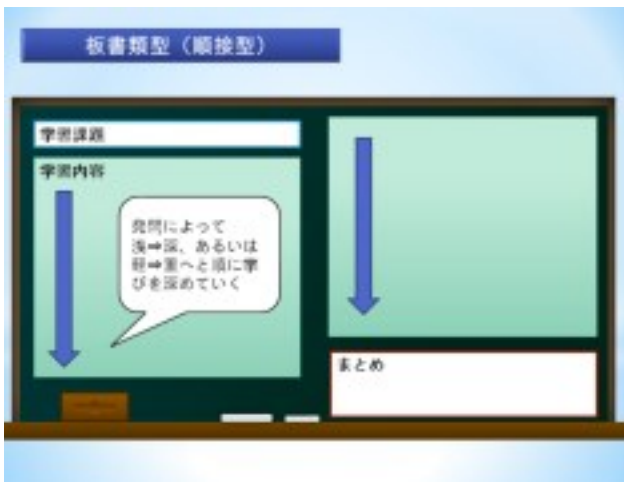 板書類型（順接型）
学習課題
学習内容
発問によって
浅⇒深、あるいは
軽⇒重へと順に学
びを深めていく
まとめ